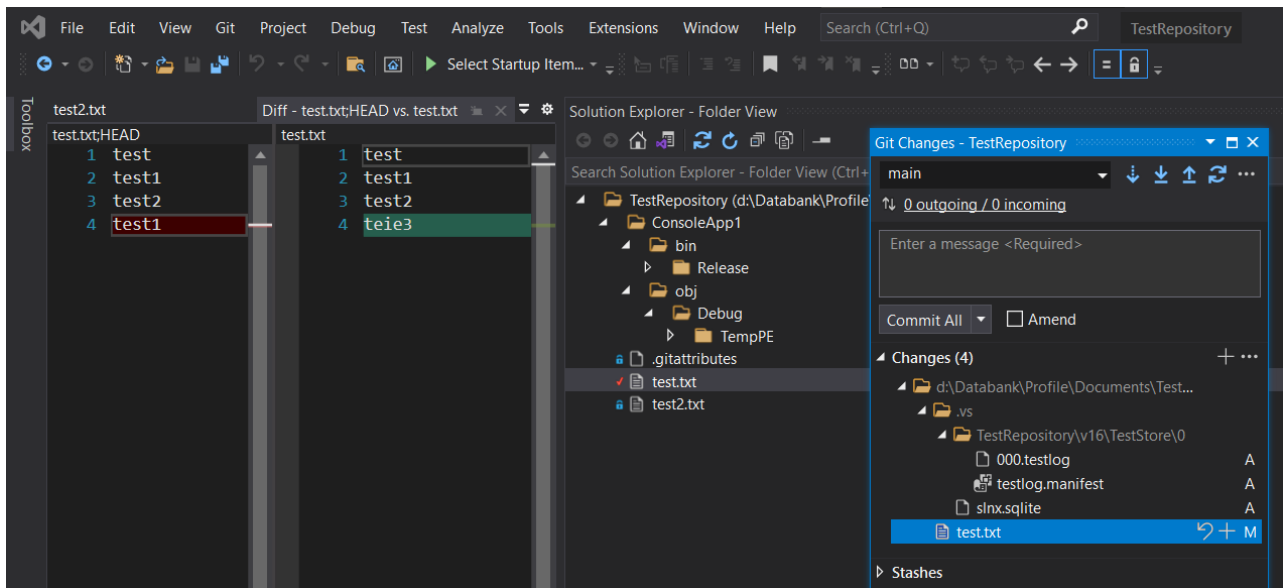 File Edit View Git Project Debug Test Analyze Tools Extensions Window Help Search (Ctrl+Q) TestRepository
Select Startup Item...
Toolbox
test2.txt Diff - test.txt;HEAD vs. test.txt
test.txt;HEAD test.txt
1 test 1 test
2 test1 2 test1
3 test2 3 test2
4 test1 4 teie3
Solution Explorer - Folder View
Search Solution Explorer - Folder View (Ctrl+
TestRepository (d:\Databank\Profile
ConsoleApp1
bin
Release
obj
Debug
TempPE
.gitattributes
test.txt
test2.txt
Git Changes - TestRepository
main
0 outgoing / 0 incoming
Enter a message <Required>
Commit All Amend
Changes (4)
d:\Databank\Profile\Documents\Test...
.vs
TestRepository\v16\TestStore\0
000.testlog A
testlog.manifest A
slnx.sqlite A
test.txt M
Stashes